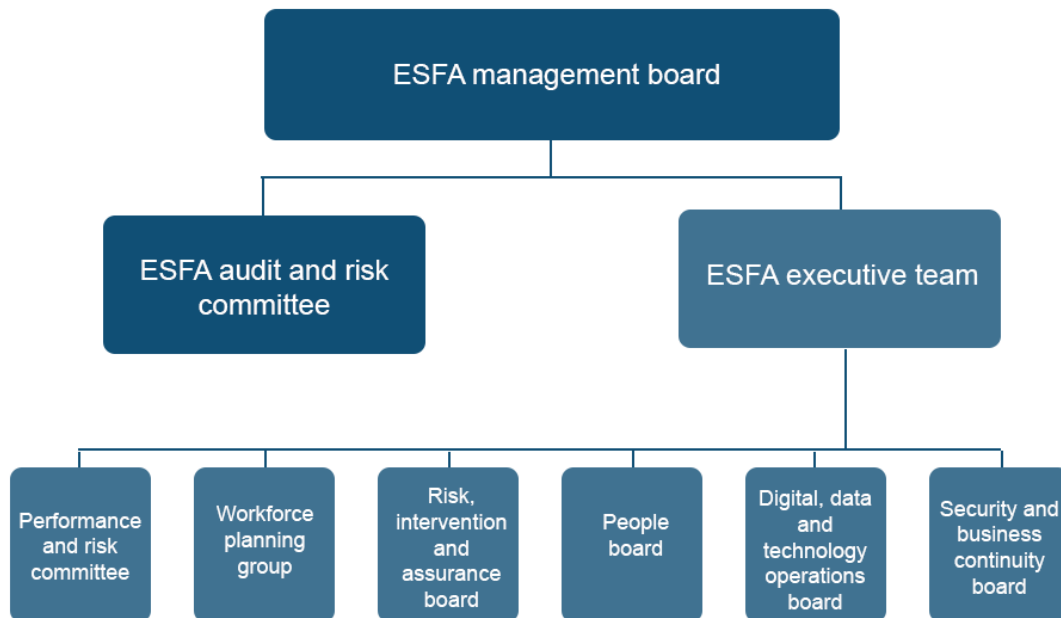 ESFA management board
ESFA audit and risk
committee
ESFA executive team
Performance
and risk
committee
Workforce
planning
group
Risk,
intervention
and
assurance
board
People
board
Digital, data
and
technology
operations
board
Security and
business
continuity
board